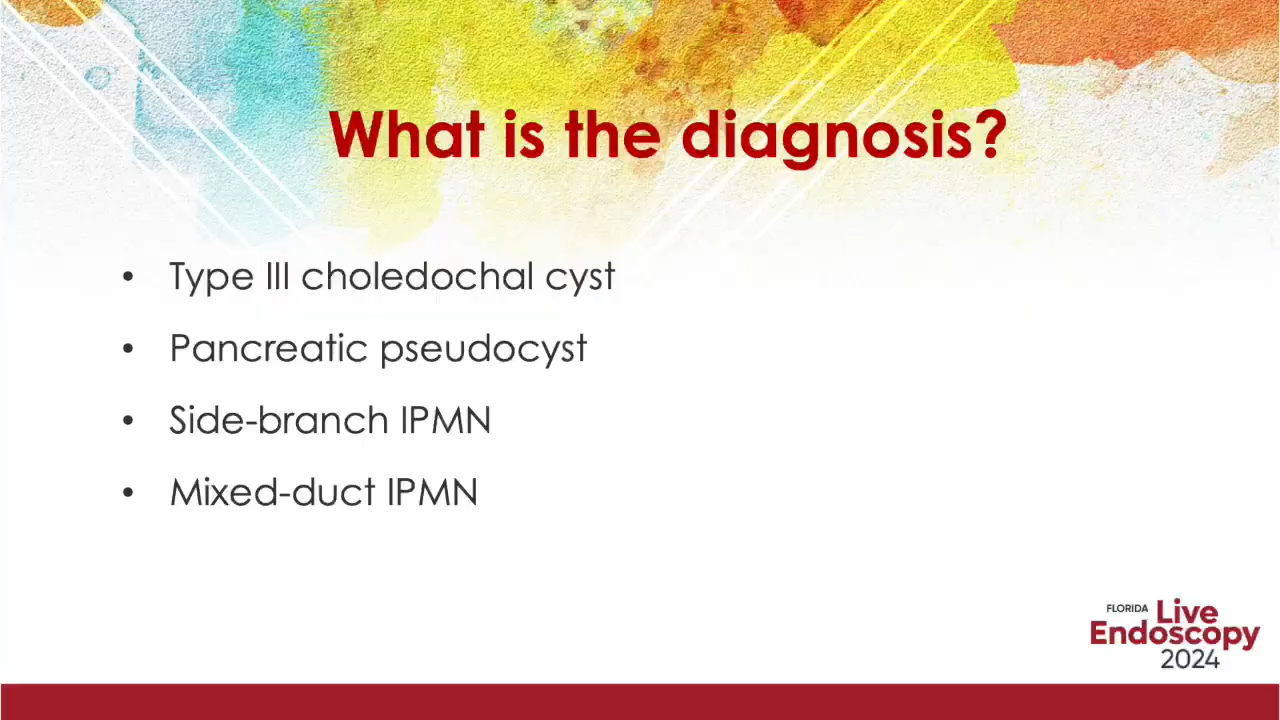 What is the diagnosis?
• Type III choledochal cyst
• Pancreatic pseudocyst
• Side-branch IPMN
• Mixed-duct IPMN
FLORIDA Live
Endoscopy
2024